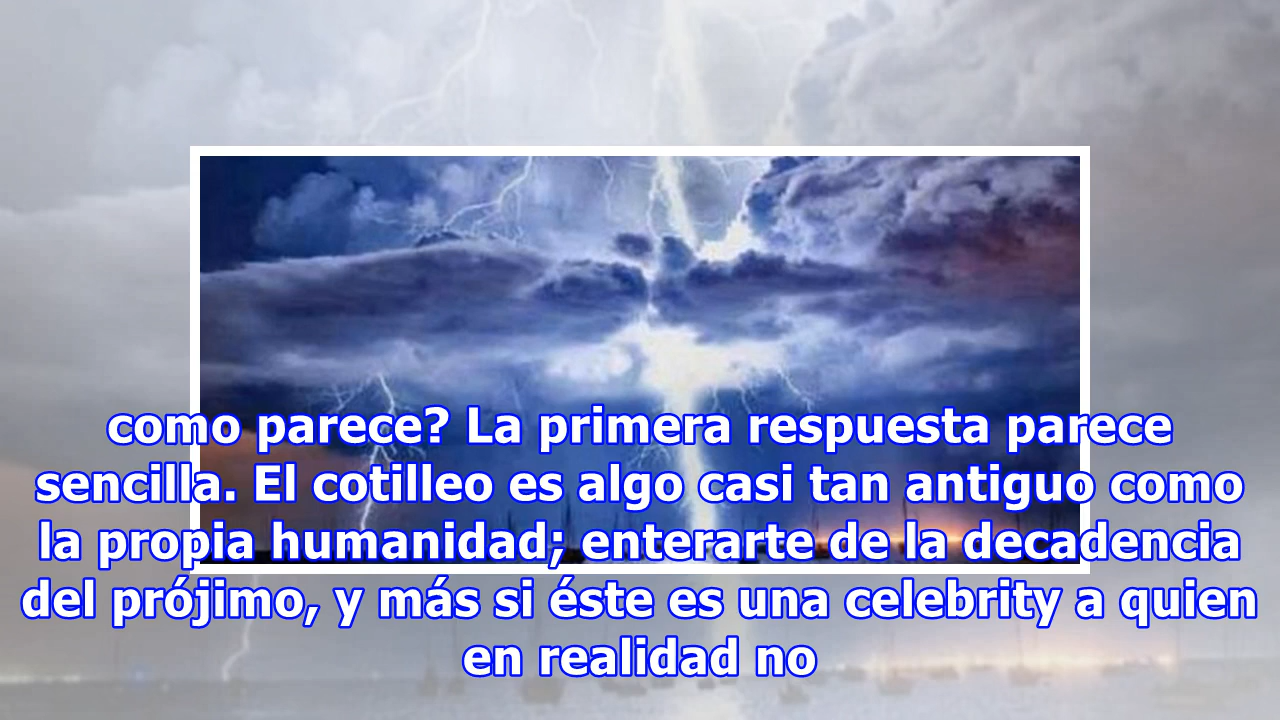 como parece? La primera respuesta parece
sencilla. El cotilleo es algo casi tan antiguo como
la propia humanidad; enterarte de la decadencia
del prójimo, y más si éste es una celebrity a quien
en realidad no